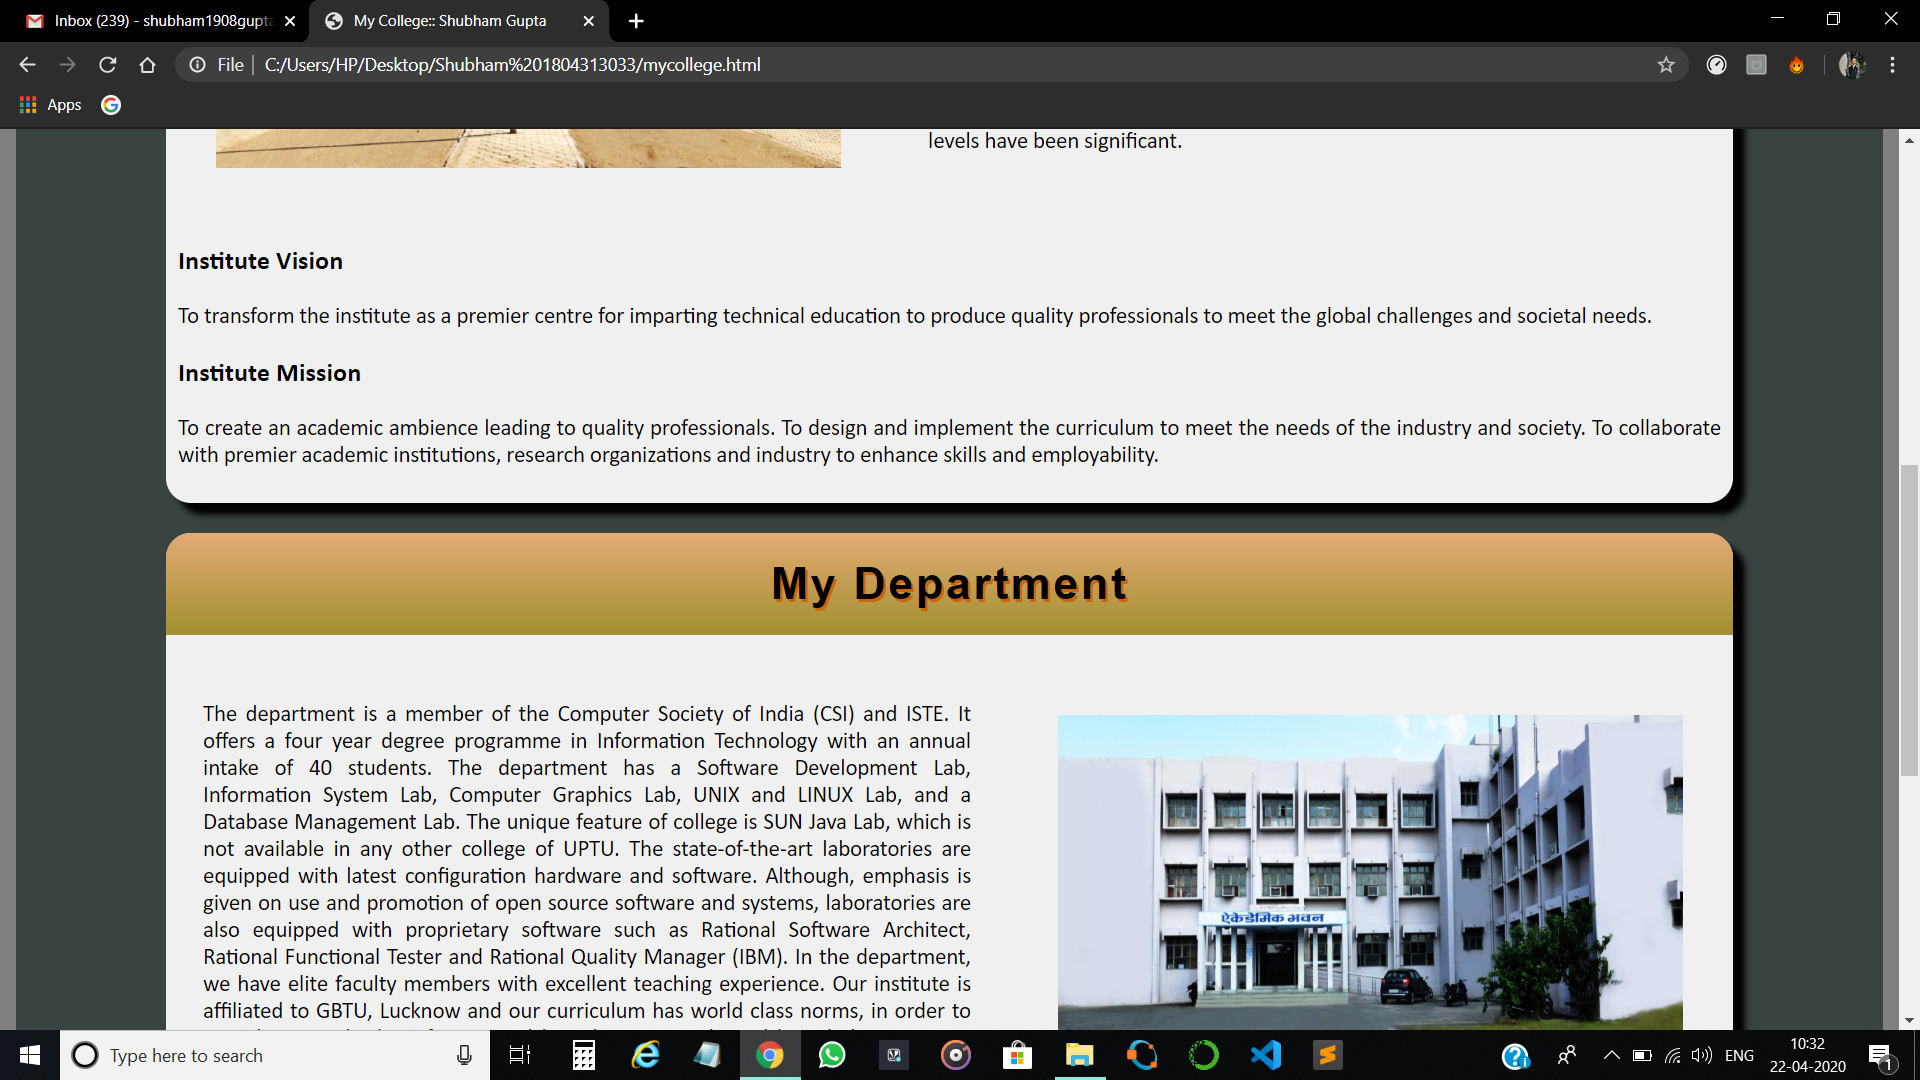 Inbox (239) - shubham1908gupta
My College:: Shubham Gupta
File
C:/Users/HP/Desktop/Shubham%201804313033/mycollege.html
Apps
levels have been significant.
Institute Vision
To transform the institute as a premier centre for imparting technical education to produce quality professionals to meet the global challenges and societal needs.
Institute Mission
To create an academic ambience leading to quality professionals. To design and implement the curriculum to meet the needs of the industry and society. To collaborate
with premier academic institutions, research organizations and industry to enhance skills and employability.
My Department
The department is a member of the Computer Society of India (CSI) and ISTE. It
offers a four year degree programme in Information Technology with an annual
intake of 40 students. The department has a Software Development Lab,
Information System Lab, Computer Graphics Lab, UNIX and LINUX Lab, and a
Database Management Lab. The unique feature of college is SUN Java Lab, which is
not available in any other college of UPTU. The state-of-the-art laboratories are
equipped with latest configuration hardware and software. Although, emphasis is
given on use and promotion of open source software and systems, laboratories are
also equipped with proprietary software such as Rational Software Architect,
Rational Functional Tester and Rational Quality Manager (IBM). In the department,
we have elite faculty members with excellent teaching experience. Our institute is
affiliated to GBTU, Lucknow and our curriculum has world class norms, in order to
ऐकेडेमिक भवन
Type here to search
ENG
10:32
22-04-2020
1